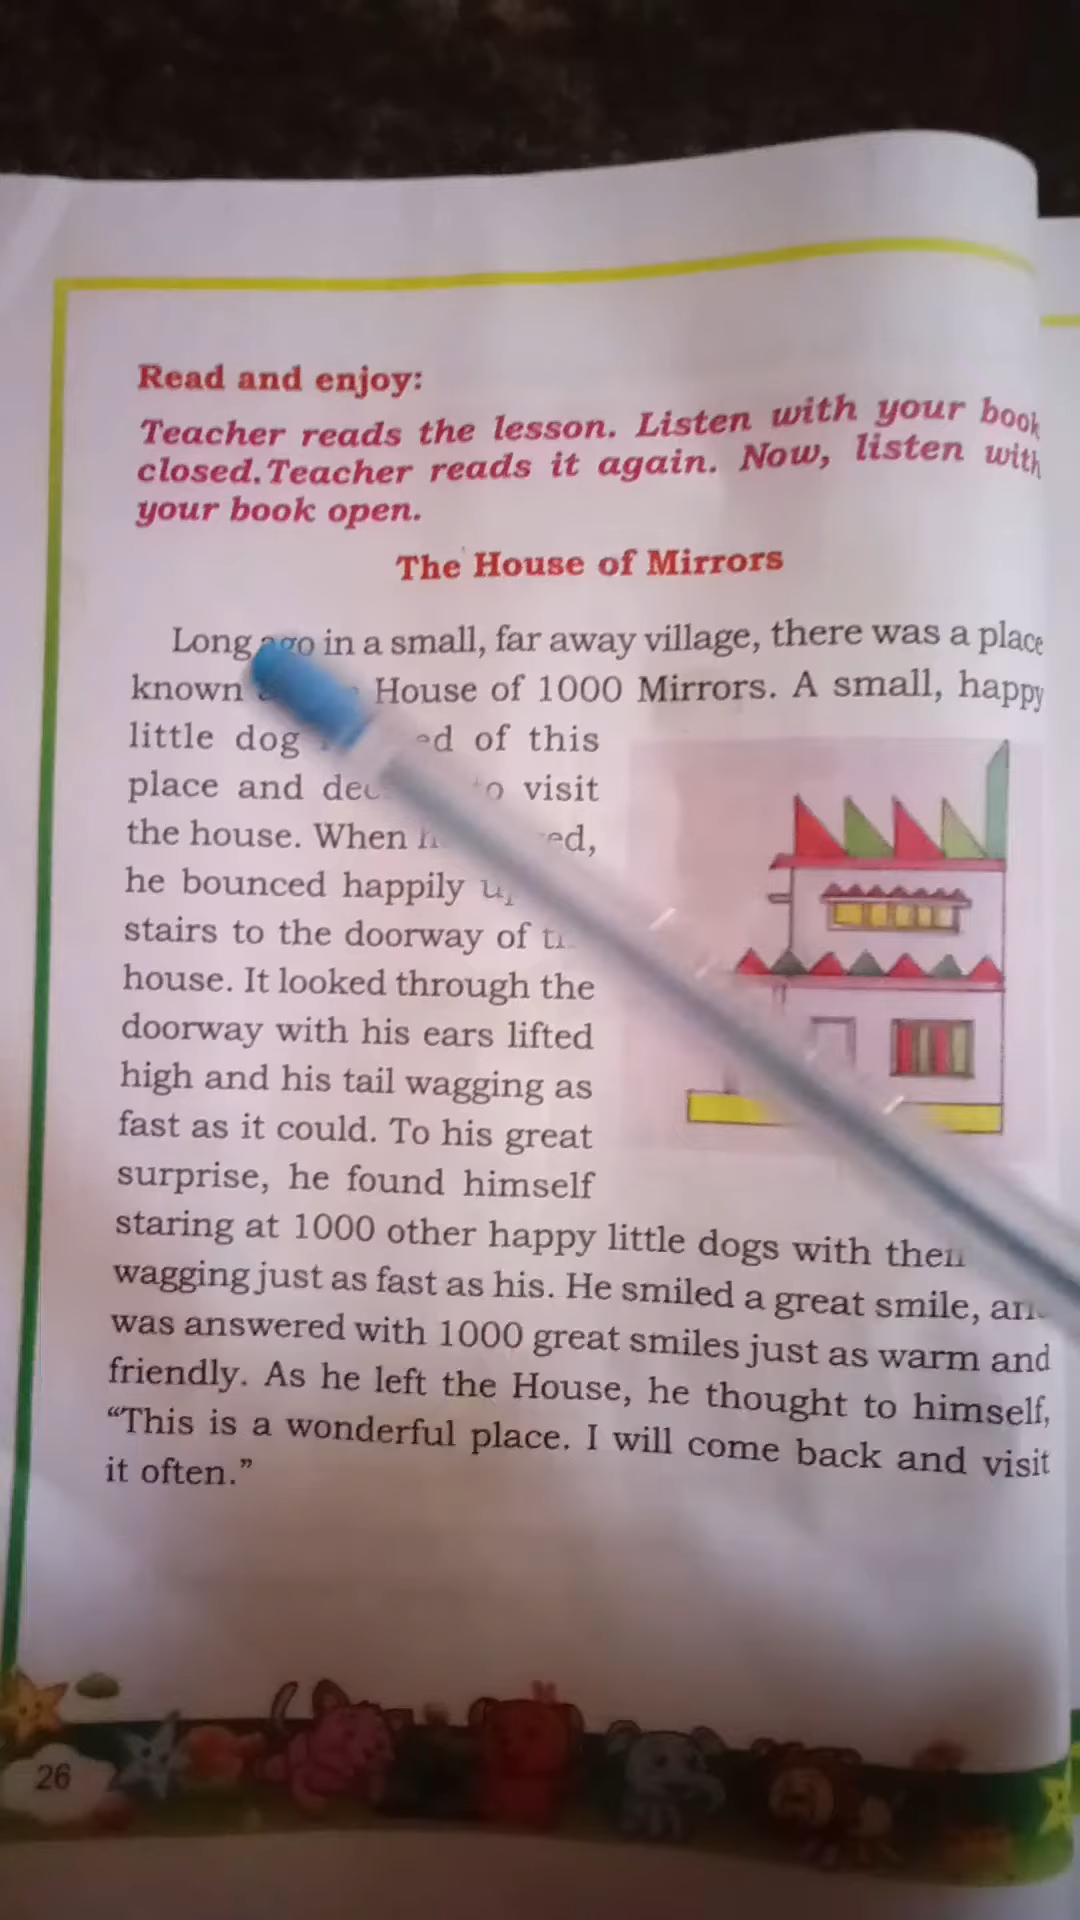 Read and enjoy:
Teacher reads the lesson. Listen with your book
closed. Teacher reads it again. Now, listen with
your book open.
The House of Mirrors
Long ago in a small, far away village, there was a place
known House of 1000 Mirrors. A small, happy
little dog of this
place and visit
the house. When
he bounced happily
stairs to the doorway of
house. It looked through the
doorway with his ears lifted
high and his tail wagging as
fast as it could. To his great
surprise, he found himself
staring at 1000 other happy little dogs with
wagging just as fast as his. He smiled a great smile,
was answered with 1000 great smiles just as warm and
friendly. As he left the House, he thought to himself,
“This is a wonderful place. I will come back and visit
it often.”
26